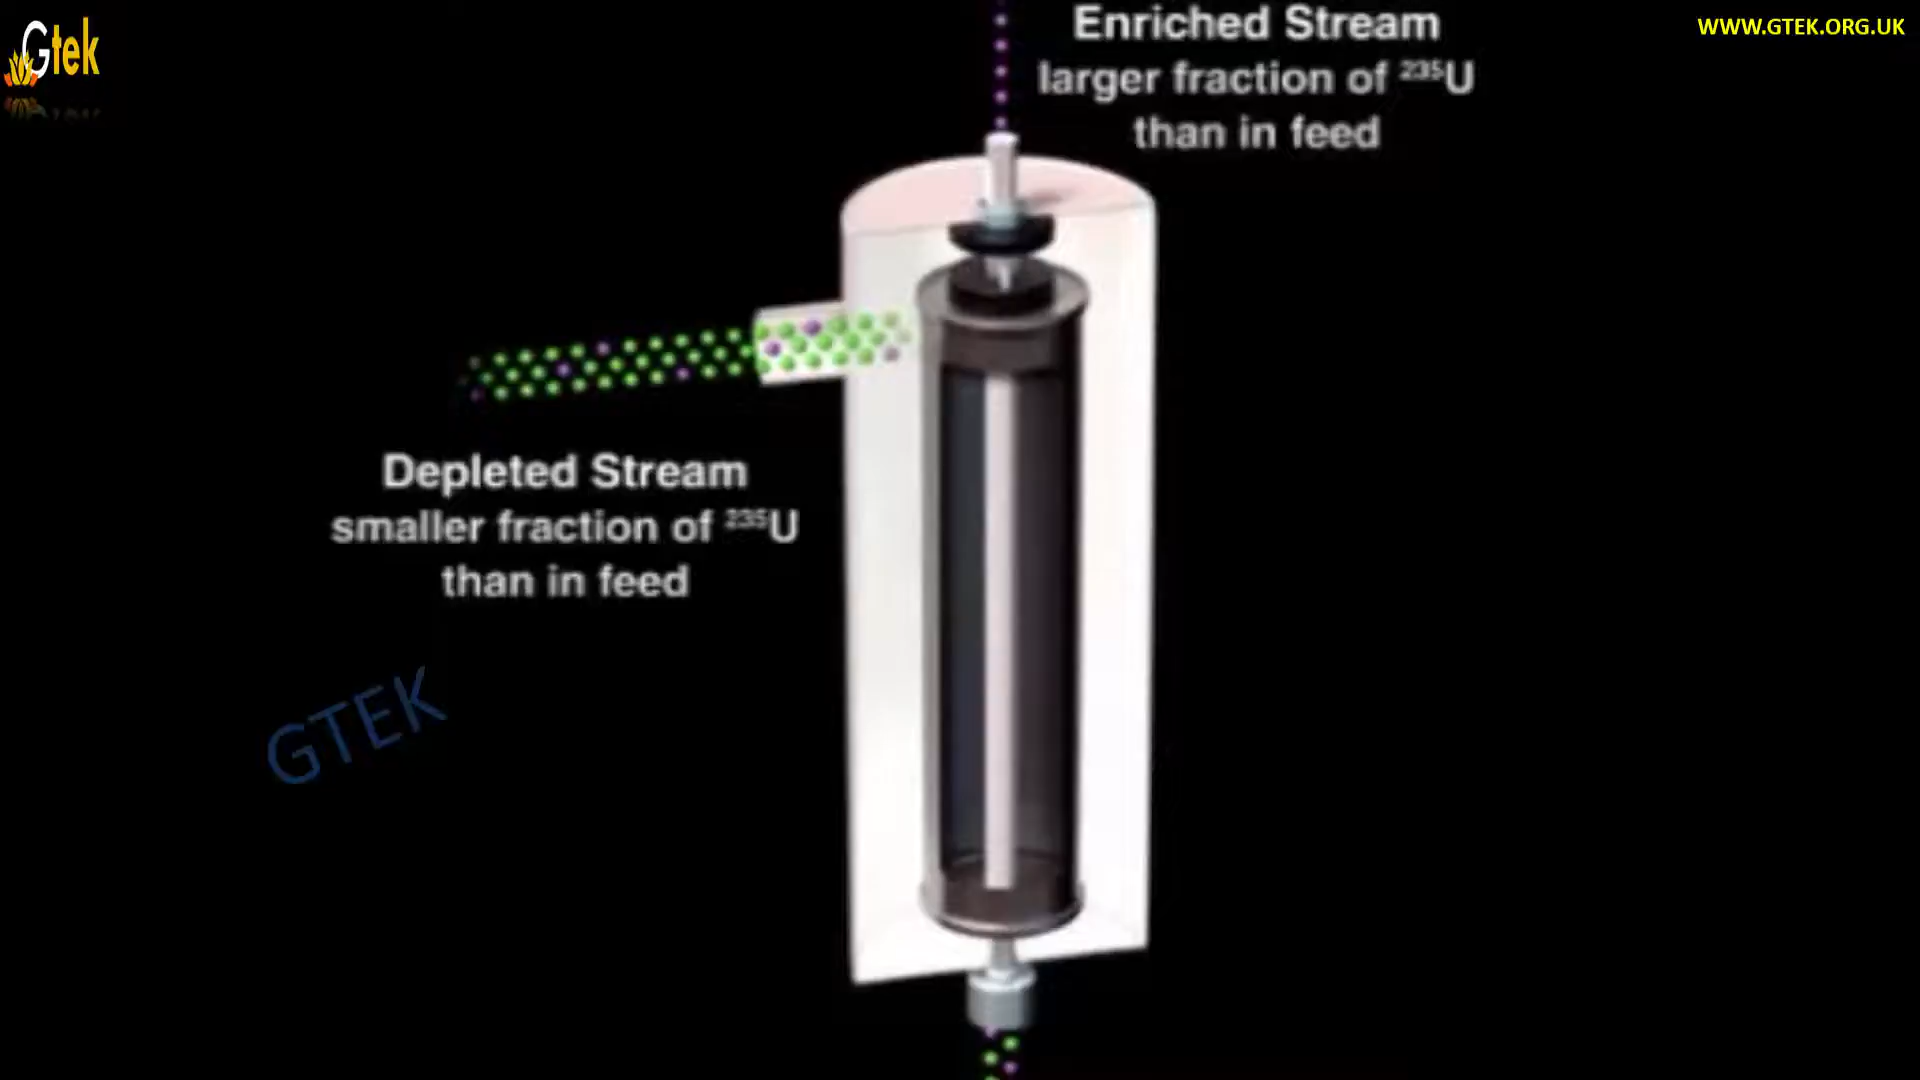 Gtek
WWW.GTEK.ORG.UK
Enriched Stream
larger fraction of ²³⁵U
than in feed
Depleted Stream
smaller fraction of ²³⁵U
than in feed
GTEK